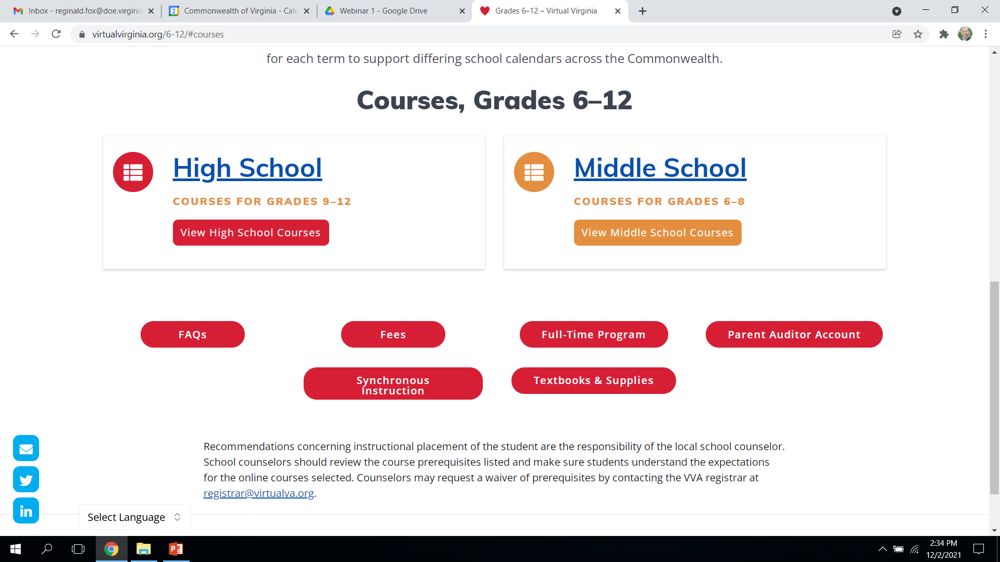 Inbox - reginald.fox@doe.virginia
2
Commonwealth of Virginia - Cale
Webinar 1 - Google Drive
Grades 6–12 – Virtual Virginia
virtualvirginia.org/6-12/#courses
for each term to support differing school calendars across the Commonwealth.
Courses, Grades 6–12
High School
COURSES FOR GRADES 9–12
View High School Courses
Middle School
COURSES FOR GRADES 6–8
View Middle School Courses
FAQs
Fees
Full-Time Program
Parent Auditor Account
Synchronous
Instruction
Textbooks & Supplies
Recommendations concerning instructional placement of the student are the responsibility of the local school counselor.
School counselors should review the course prerequisites listed and make sure students understand the expectations
for the online courses selected. Counselors may request a waiver of prerequisites by contacting the VVA registrar at
registrar@virtualva.org.
in
Select Language
P
2:34 PM
12/2/2021